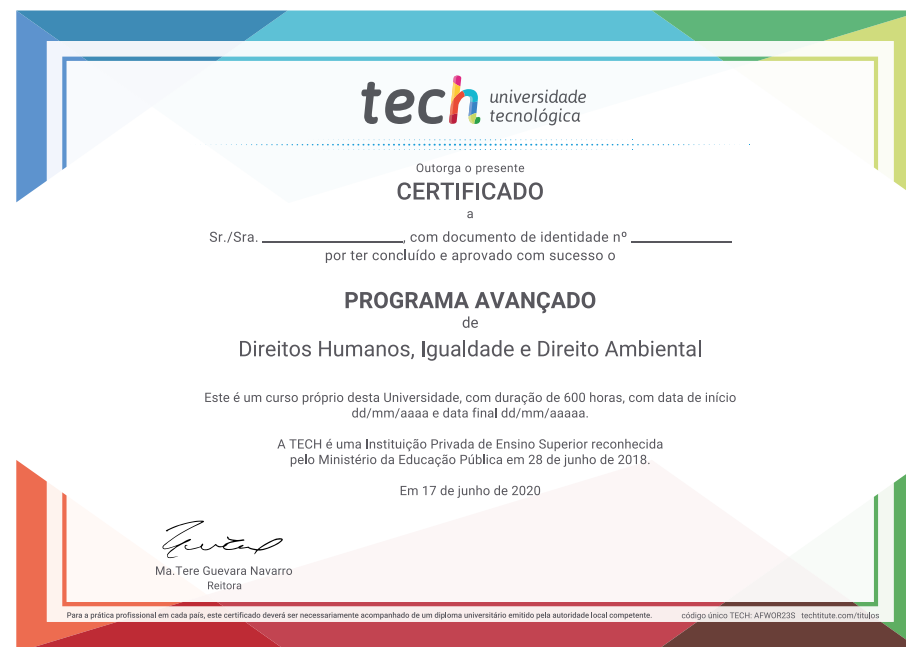 tech universidade
tecnológica
Outorga o presente
CERTIFICADO
a
Sr./Sra. ____________, com documento de identidade nº _________
por ter concluído e aprovado com sucesso o
PROGRAMA AVANÇADO
de
Direitos Humanos, Igualdade e Direito Ambiental
Este é um curso próprio desta Universidade, com duração de 600 horas, com data de início
dd/mm/aaaa e data final dd/mm/aaaaa.
A TECH é uma Instituição Privada de Ensino Superior reconhecida
pelo Ministério da Educação Pública em 28 de junho de 2018.
Em 17 de junho de 2020
Ma.Tere Guevara Navarro
Reitora
Para a prática profissional em cada país, este certificado deverá ser necessariamente acompanhado de um diploma universitário emitido pela autoridade local competente. código único TECH: AFWOR23S techtitute.com/titulos